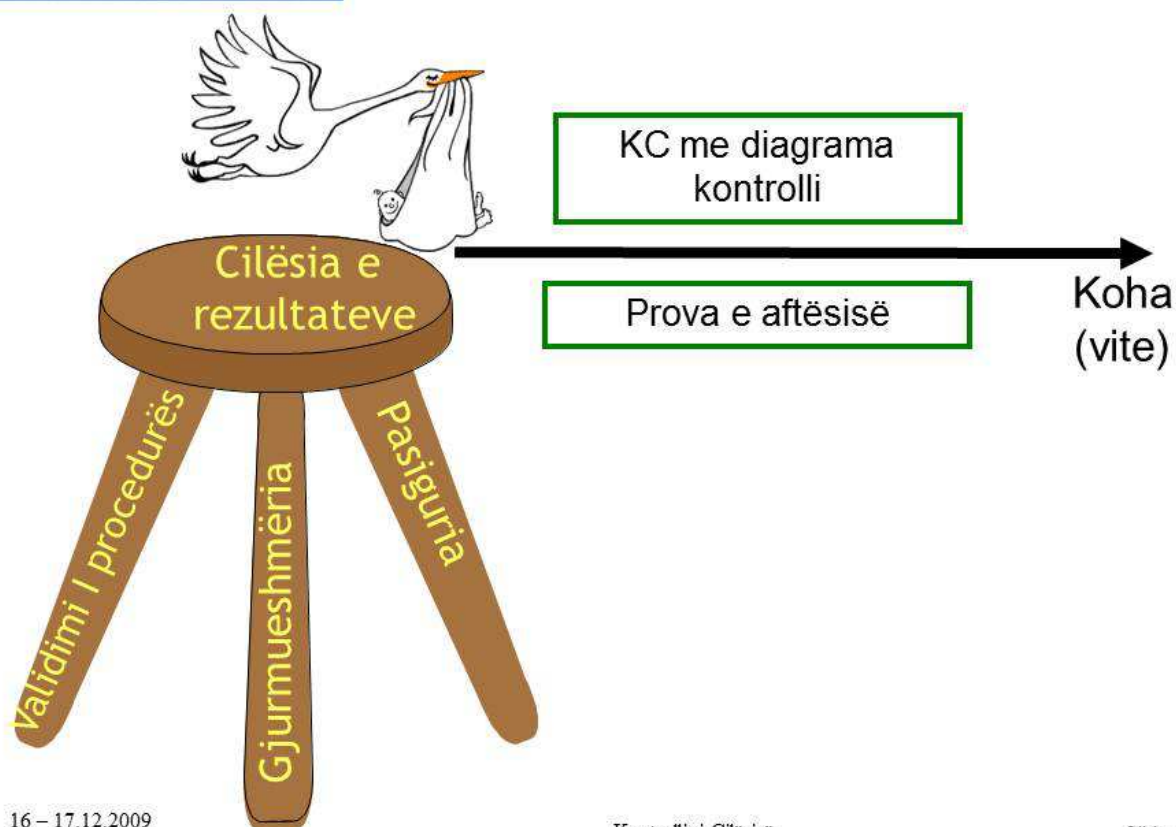 KC me diagrama
kontrolli
Cilësia e
rezultateve
Prova e aftësisë
Koha
(vite)
Validimi I procedurës
Gjurmueshmëria
Pasiguria
16 – 17.12.2009